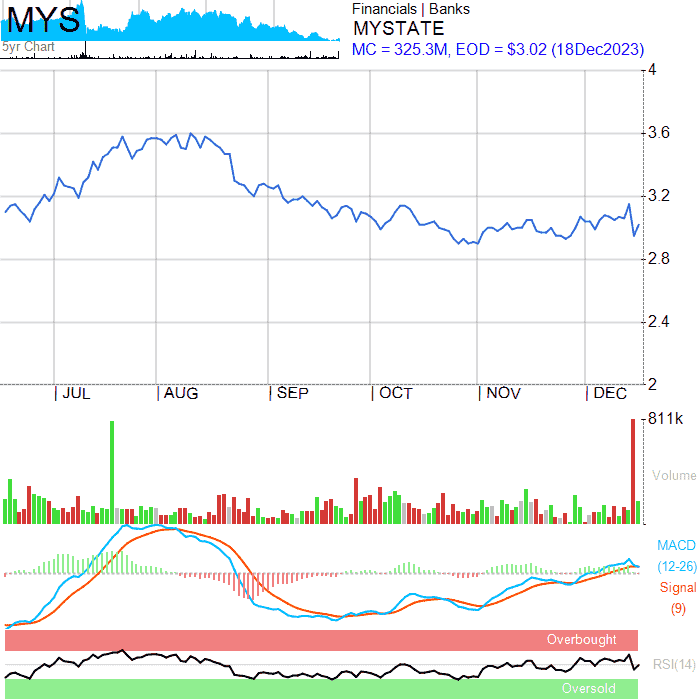 MYS
5yr Chart
Financials | Banks
MYSTATE
MC = 325.3M, EOD = $3.02 (18Dec2023)
4
3.6
3.2
2.8
2.4
2
| JUL | AUG | SEP | OCT | NOV | DEC
811k
Volume
MACD
(12-26)
Signal
(9)
Overbought
RSI(14)
Oversold